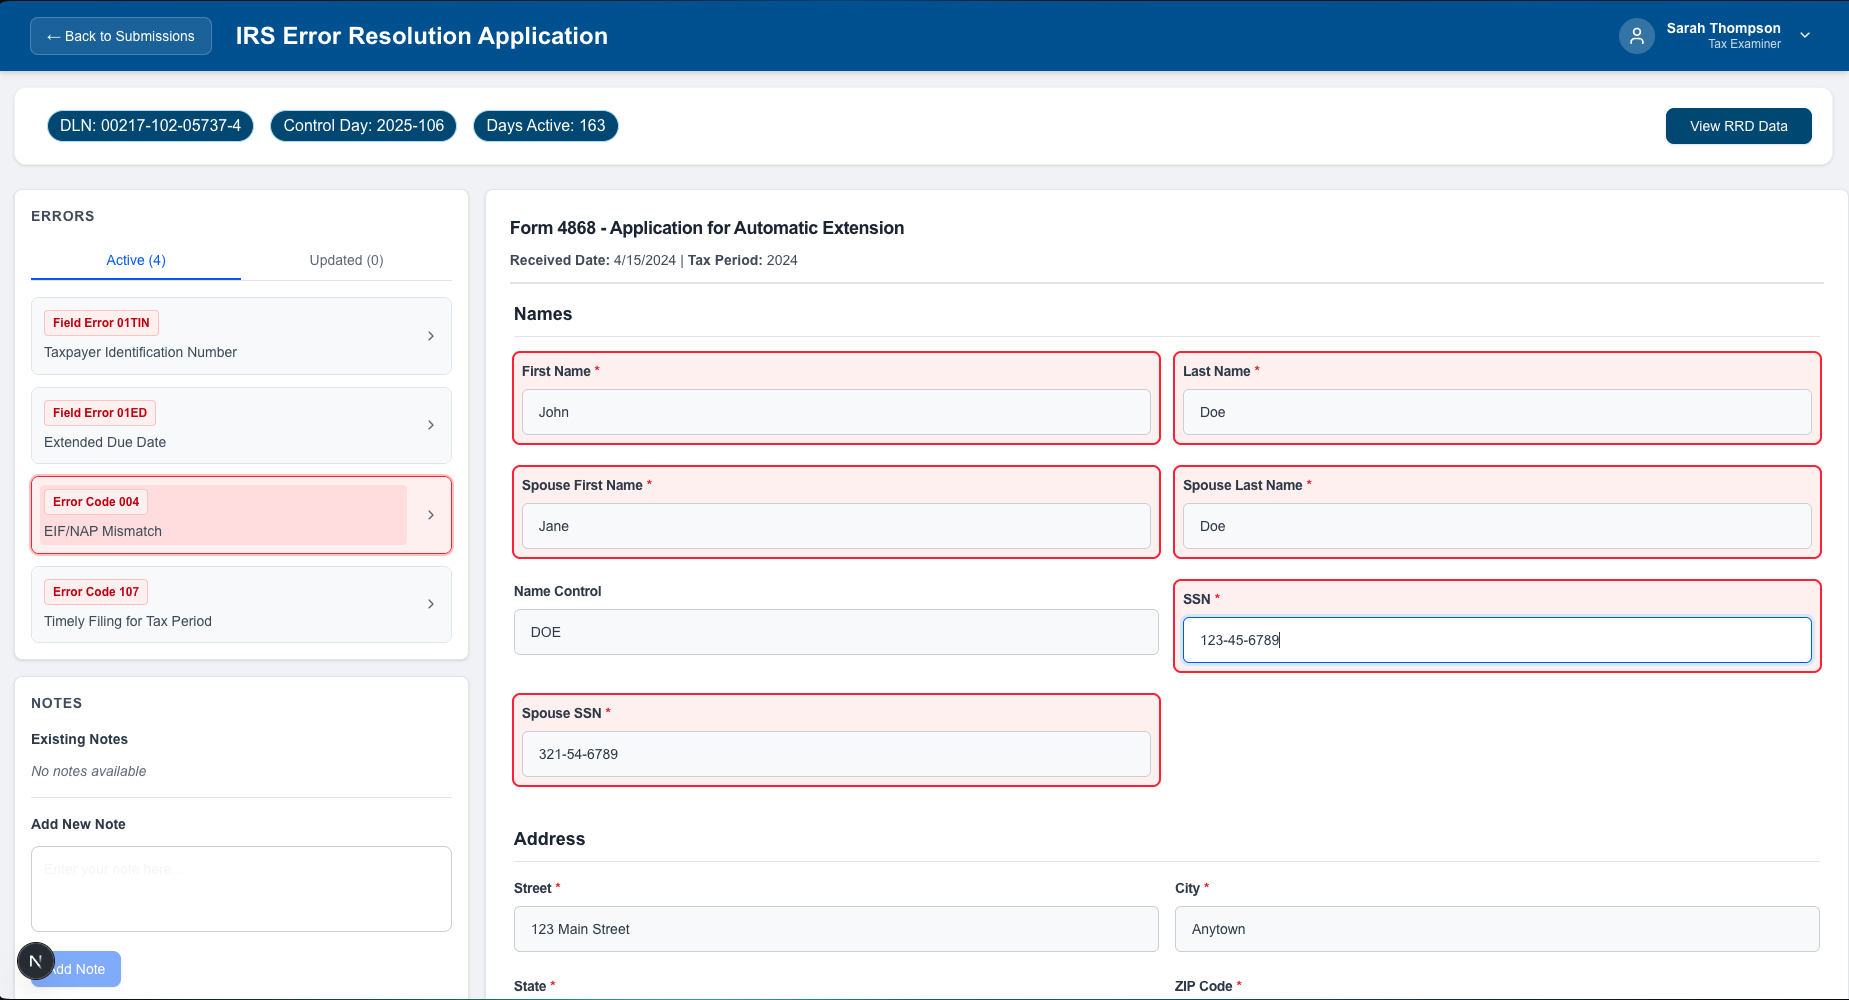 ← Back to Submissions
IRS Error Resolution Application
Sarah Thompson
Tax Examiner
DLN: 00217-102-05737-4
Control Day: 2025-106
Days Active: 163
View RRD Data
ERRORS
Active (4)
Updated (0)
Field Error 01TIN
Taxpayer Identification Number
Field Error 01ED
Extended Due Date
Error Code 004
EIF/NAP Mismatch
Error Code 107
Timely Filing for Tax Period
NOTES
Existing Notes
No notes available
Add New Note
Enter your note here...
N
Add Note
Form 4868 - Application for Automatic Extension
Received Date: 4/15/2024 | Tax Period: 2024
Names
First Name *
John
Last Name *
Doe
Spouse First Name *
Jane
Spouse Last Name *
Doe
Name Control
DOE
SSN *
123-45-6789
Spouse SSN *
321-54-6789
Address
Street *
123 Main Street
City *
Anytown
State *
ZIP Code *